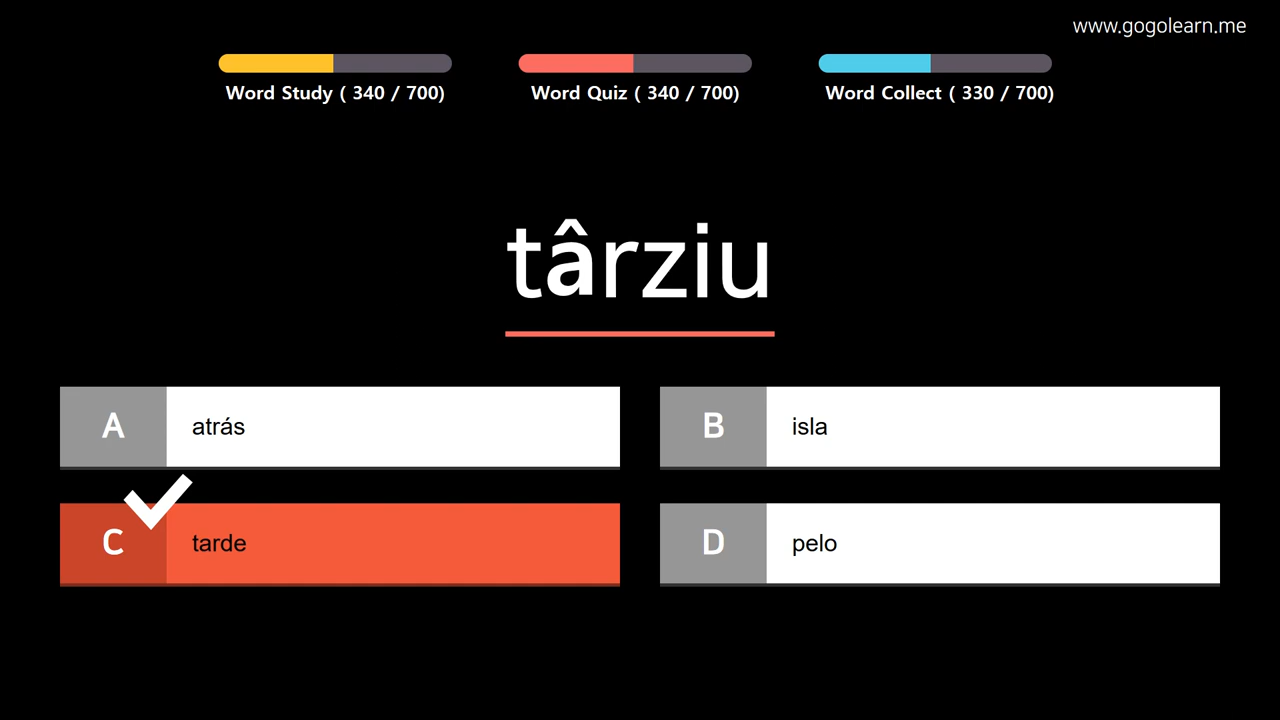 www.gogolearn.me
Word Study ( 340 / 700)
Word Quiz ( 340 / 700)
Word Collect ( 330 / 700)
târziu
A atrás
B isla
C tarde
D pelo